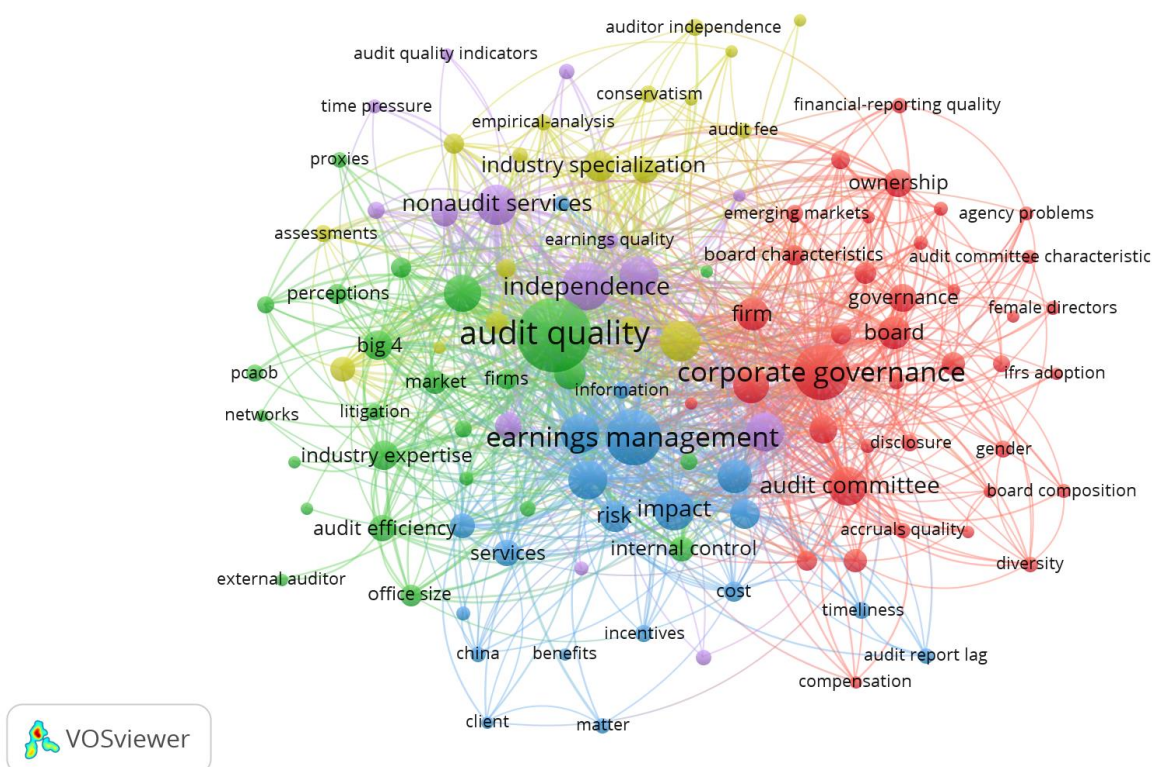 auditor independence
audit quality indicators
conservatism
time pressure
financial-reporting quality
empirical-analysis
audit fee
proxies
industry specialization
ownership
nonaudit services
emerging markets
agency problems
assessments
earnings quality
board characteristics
audit committee characteristic
independence
perceptions
governance
female directors
firm
audit quality
board
big 4
corporate governance
pcaob
market
firms
information
ifrs adoption
networks
litigation
earnings management
disclosure
gender
industry expertise
audit committee
board composition
risk
impact
audit efficiency
accruals quality
services
internal control
diversity
external auditor
office size
cost
timeliness
incentives
china
benefits
audit report lag
compensation
client
matter
VOSviewer